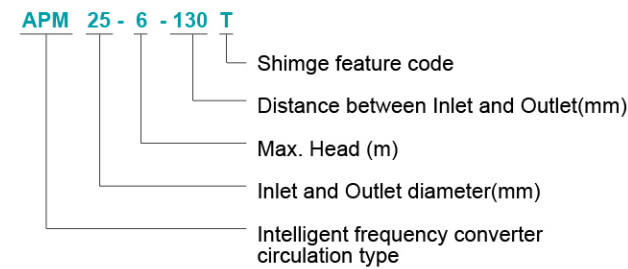 APM 25 - 6 - 130 T
Shimge feature code
Distance between Inlet and Outlet(mm)
Max. Head (m)
Inlet and Outlet diameter(mm)
Intelligent frequency converter
circulation type